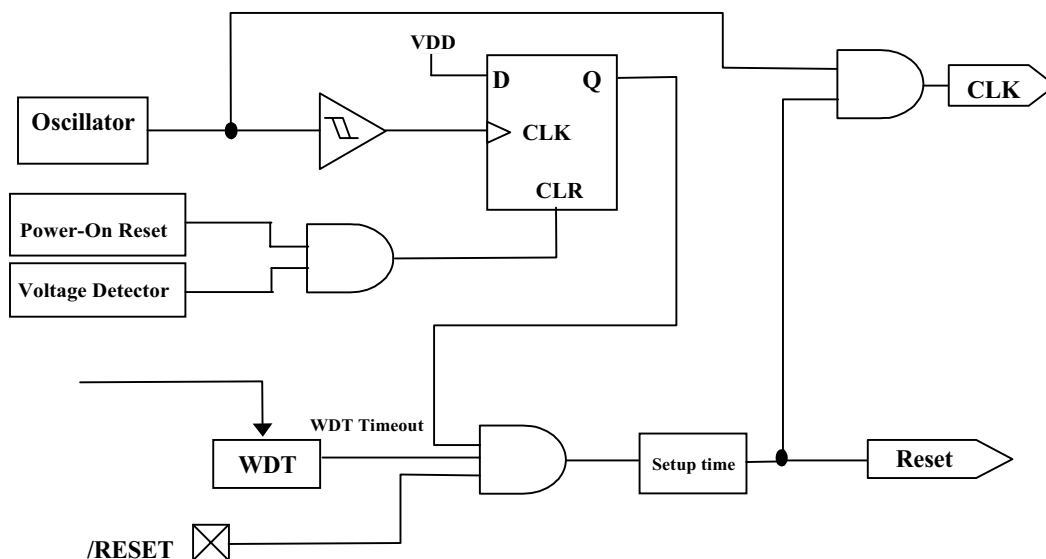 VDD
D
Q
CLK
Oscillator
CLK
CLR
Power-On Reset
Voltage Detector
WDT Timeout
WDT
Setup time
Reset
/RESET